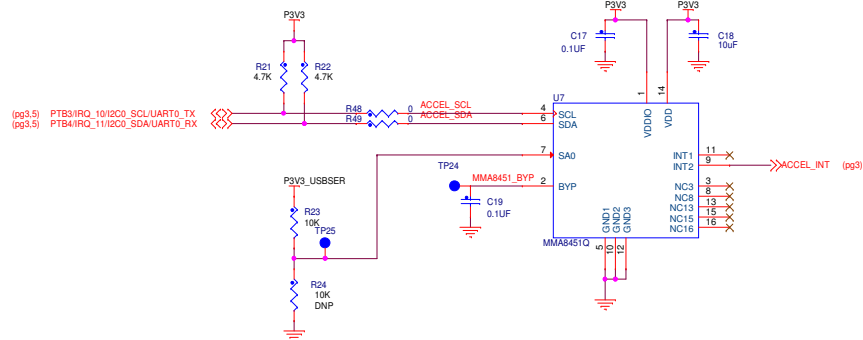 P3V3
P3V3
P3V3
C17
0.1UF
C18
10uF
R21
4.7K
R22
4.7K
U7
1
14
VDDIO
VDD
(pg3,5) PTB3/IRQ_10/I2C0_SCL/UART0_TX
R48
0
ACCEL_SCL
4
SCL
(pg3,5) PTB4/IRQ_11/I2C0_SDA/UART0_RX
R49
0
ACCEL_SDA
6
SDA
7
SA0
INT1
11
INT2
9
ACCEL_INT (pg3)
TP24
MMA8451_BYP
2
BYP
NC3
3
NC8
8
NC13
13
NC15
15
NC16
16
P3V3_USBSER
C19
0.1UF
R23
10K
TP25
GND1
GND2
GND3
MMA8451Q
5
10
12
R24
10K
DNP